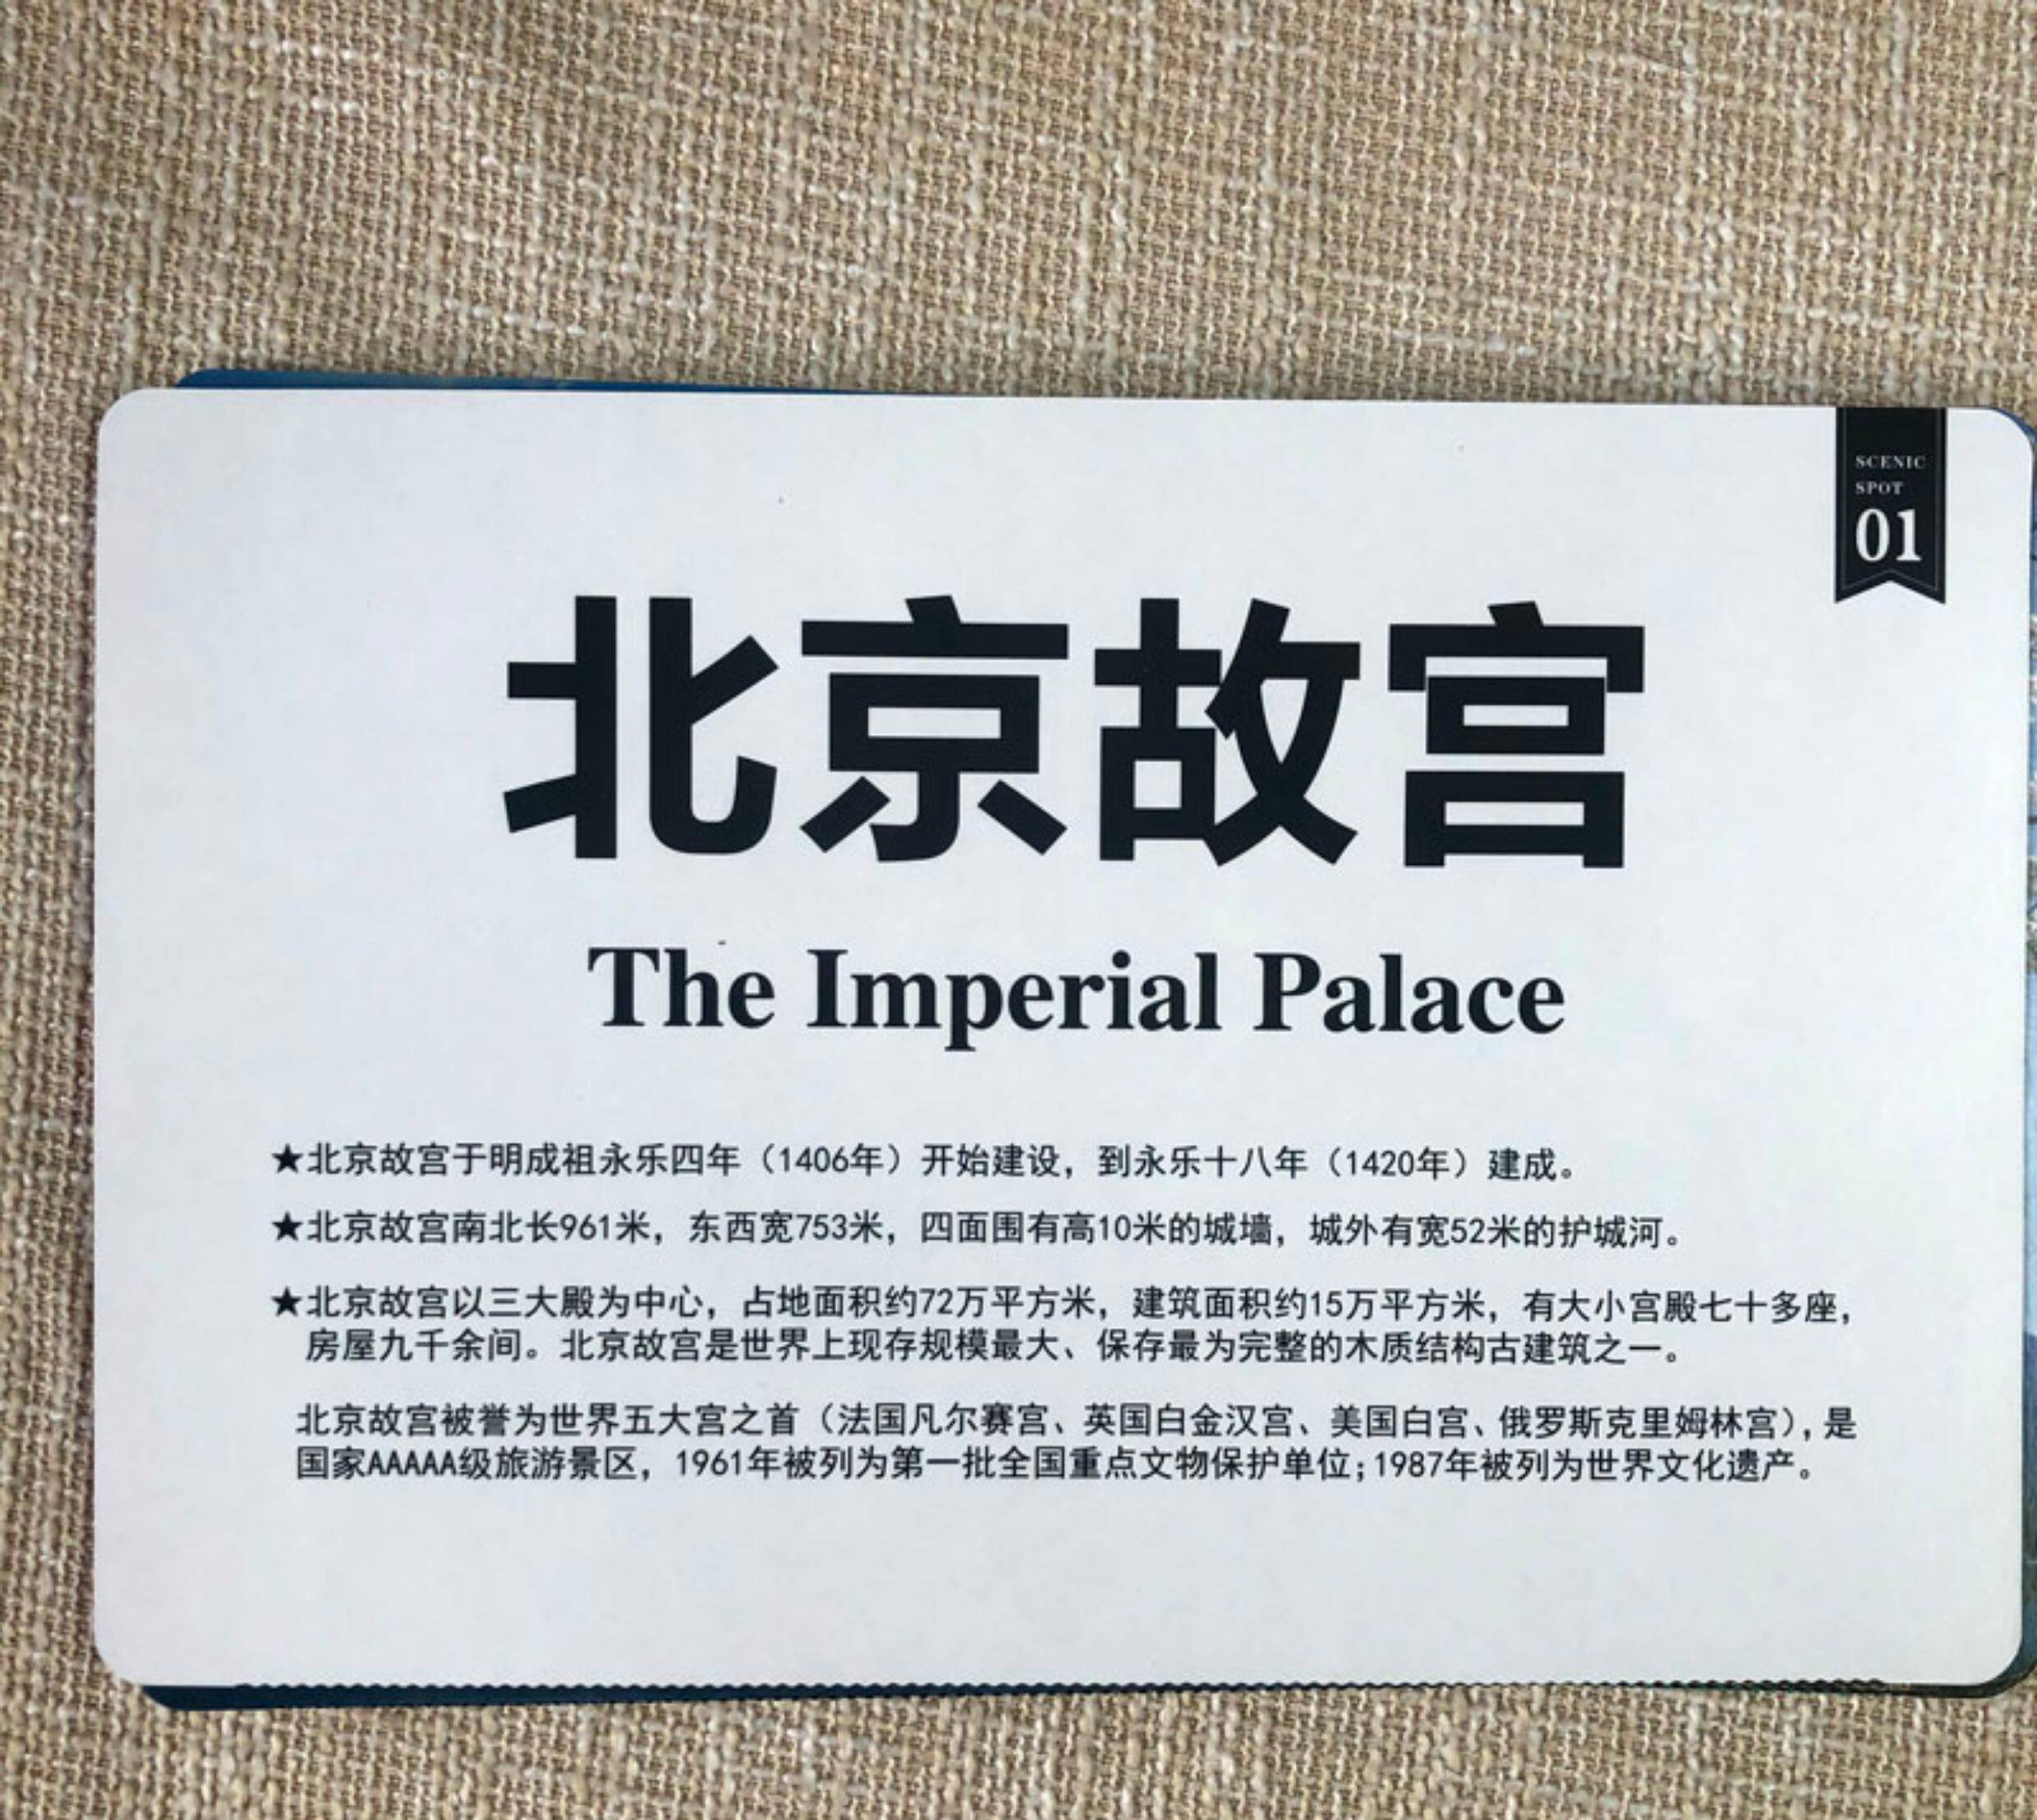 SCENIC
SPOT
01
北京故宫
The Imperial Palace
★北京故宫于明成祖永乐四年（1406年）开始建设，到永乐十八年（1420年）建成。
★北京故宫南北长961米，东西宽753米，四面围有高10米的城墙，城外有宽52米的护城河。
★北京故宫以三大殿为中心，占地面积约72万平方米，建筑面积约15万平方米，有大小宫殿七十多座，
房屋九千余间。北京故宫是世界上现存规模最大、保存最为完整的木质结构古建筑之一。
北京故宫被誉为世界五大宫之首（法国凡尔赛宫、英国白金汉宫、美国白宫、俄罗斯克里姆林宫），是
国家AAAAA级旅游景区，1961年被列为第一批全国重点文物保护单位；1987年被列为世界文化遗产。